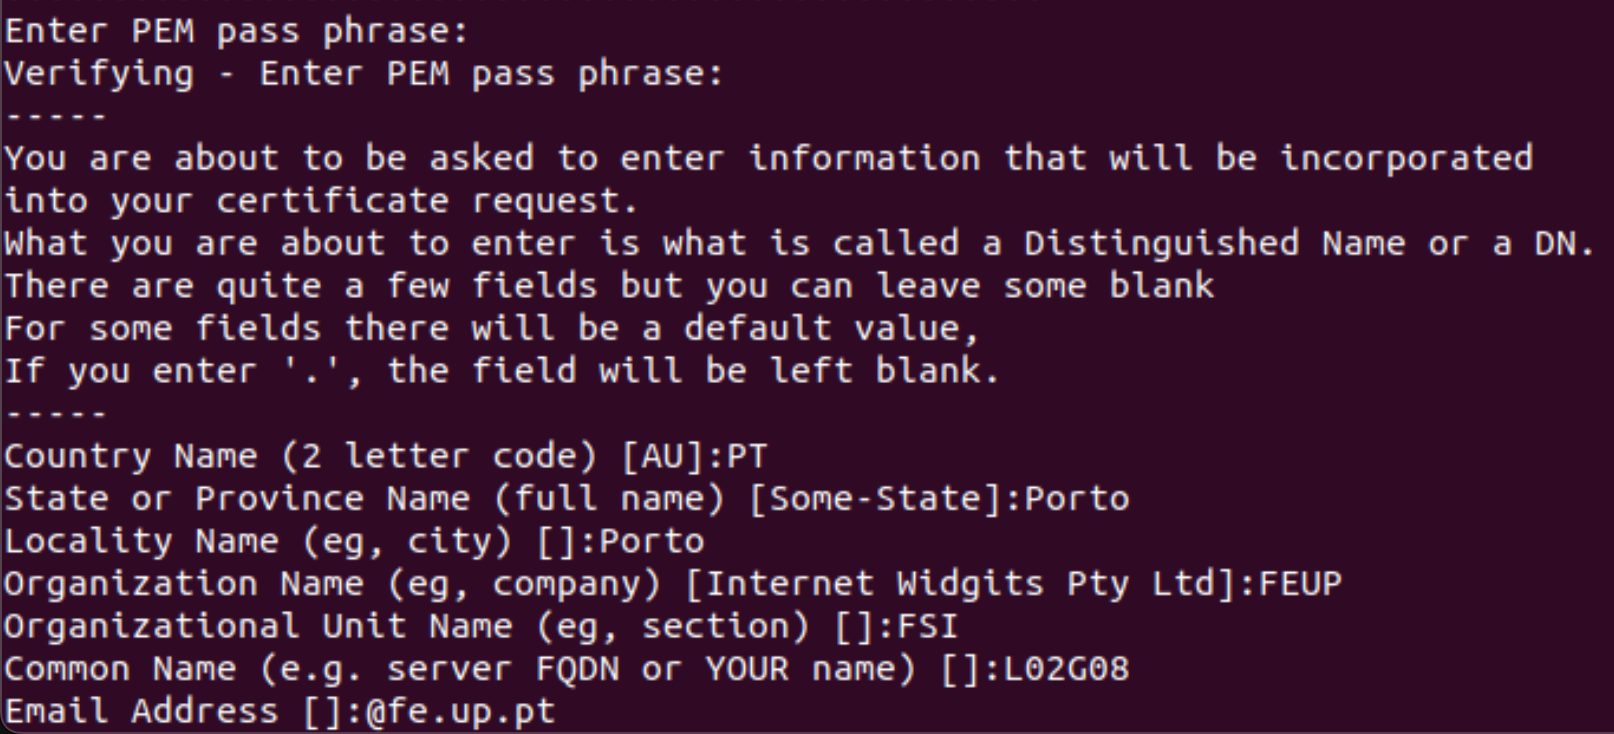 Enter PEM pass phrase:
Verifying - Enter PEM pass phrase:
-----
You are about to be asked to enter information that will be incorporated
into your certificate request.
What you are about to enter is what is called a Distinguished Name or a DN.
There are quite a few fields but you can leave some blank
For some fields there will be a default value,
If you enter '.', the field will be left blank.
-----
Country Name (2 letter code) [AU]:PT
State or Province Name (full name) [Some-State]:Porto
Locality Name (eg, city) []:Porto
Organization Name (eg, company) [Internet Widgits Pty Ltd]:FEUP
Organizational Unit Name (eg, section) []:FSI
Common Name (e.g. server FQDN or YOUR name) []:L02G08
Email Address []:@fe.up.pt